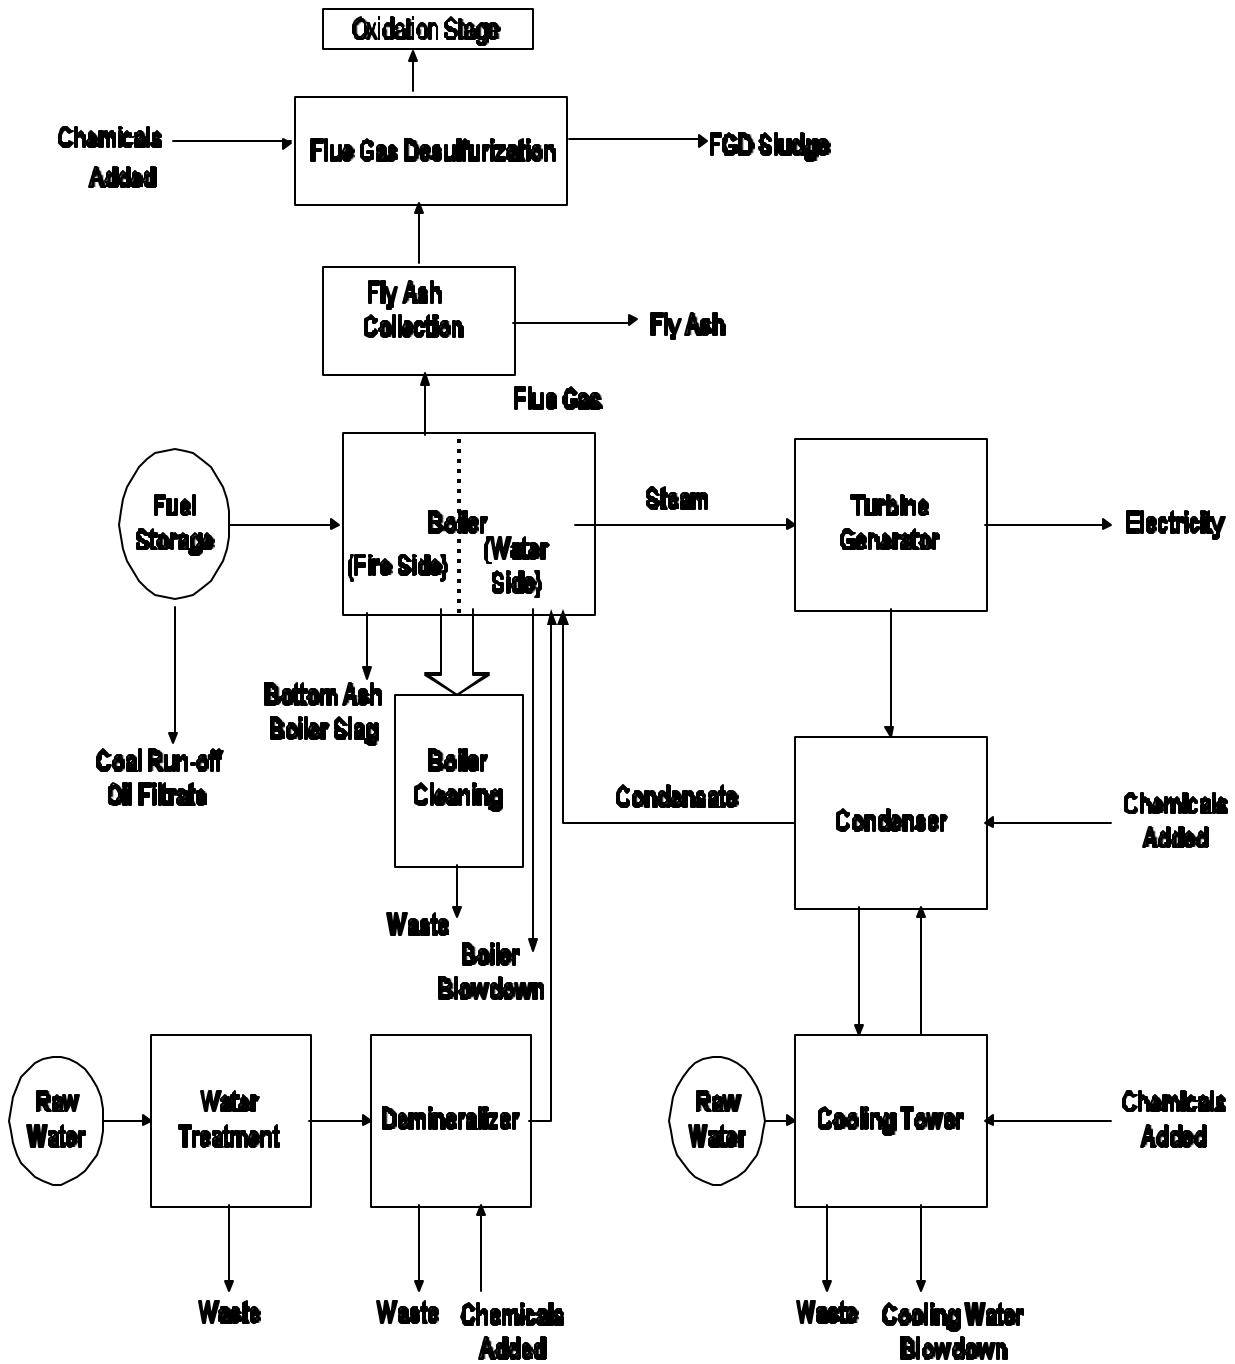 Oxidation Stage
Chemicals
Added
Flue Gas Desulfurization
FGD Sludge
Fly Ash
Collection
Fly Ash
Flue Gas
Fuel
Storage
Boiler
(Fire Side)
(Water
Side)
Steam
Turbine
Generator
Electricity
Bottom Ash
Boiler Slag
Coal Run-off
Oil Filtrate
Boiler
Cleaning
Condensate
Condenser
Chemicals
Added
Waste
Boiler
Blowdown
Raw
Water
Water
Treatment
Demineralizer
Raw
Water
Cooling Tower
Chemicals
Added
Waste
Waste
Chemicals
Added
Waste
Cooling Water
Blowdown